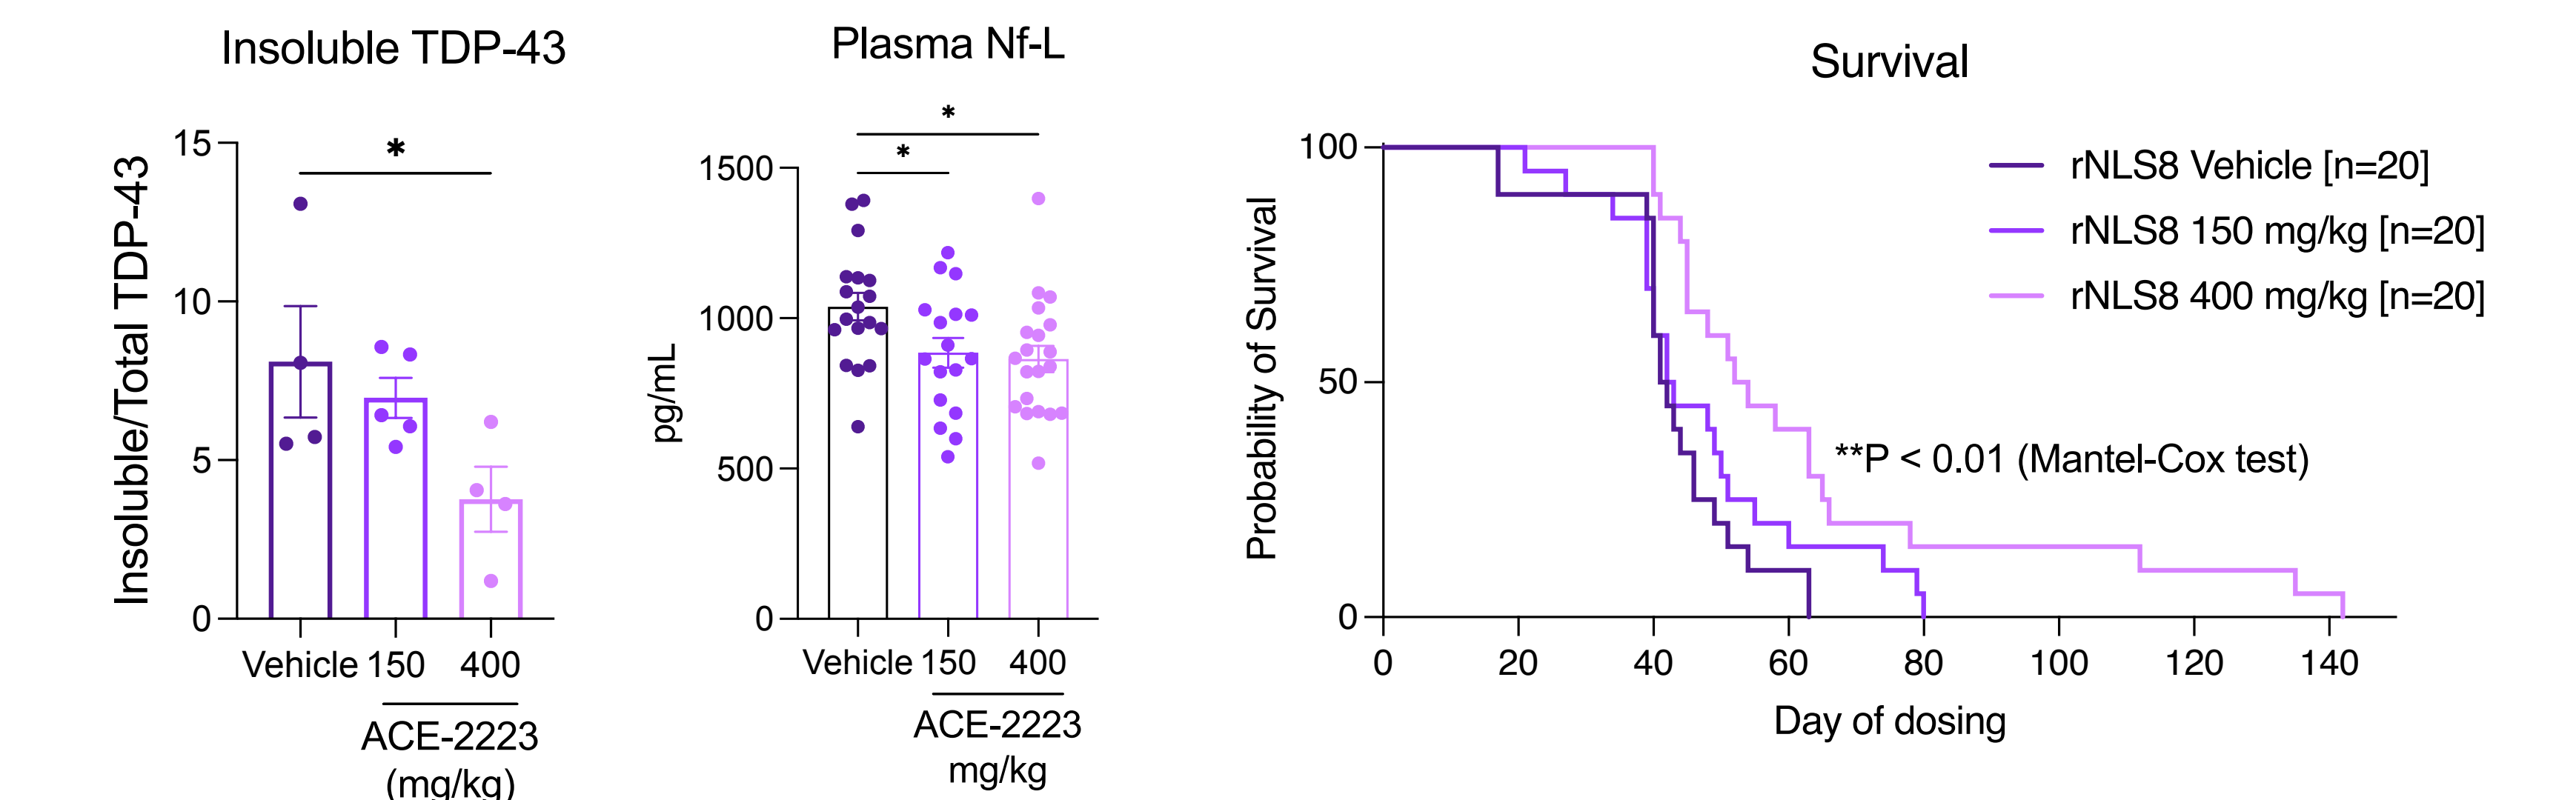 Insoluble TDP-43
Insoluble/Total TDP-43
15
10
5
0
*
Vehicle 150 400
ACE-2223
(mg/kg)
Plasma Nf-L
pg/mL
1500
1000
500
0
*
*
Vehicle 150 400
ACE-2223
mg/kg
Survival
Probability of Survival
100
50
0
rNLS8 Vehicle [n=20]
rNLS8 150 mg/kg [n=20]
rNLS8 400 mg/kg [n=20]
**P < 0.01 (Mantel-Cox test)
0 20 40 60 80 100 120 140
Day of dosing